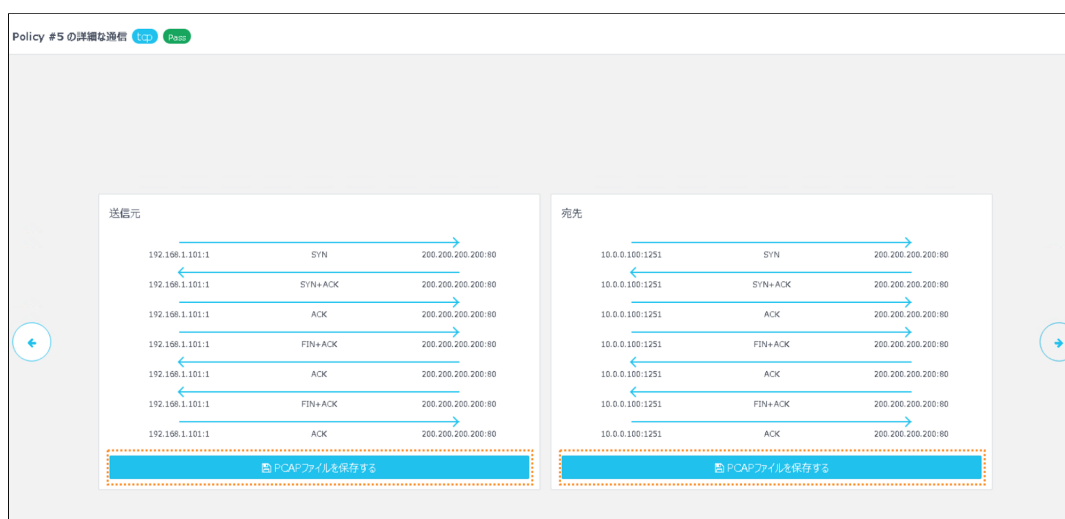 Policy #5 の詳細な通信 tcp Pass
送信元
192.168.1.101:1 SYN 200.200.200.200:80
192.168.1.101:1 SYN+ACK 200.200.200.200:80
192.168.1.101:1 ACK 200.200.200.200:80
192.168.1.101:1 FIN+ACK 200.200.200.200:80
192.168.1.101:1 ACK 200.200.200.200:80
192.168.1.101:1 FIN+ACK 200.200.200.200:80
192.168.1.101:1 ACK 200.200.200.200:80
PCAPファイルを保存する
宛先
10.0.0.100:1251 SYN 200.200.200.200:80
10.0.0.100:1251 SYN+ACK 200.200.200.200:80
10.0.0.100:1251 ACK 200.200.200.200:80
10.0.0.100:1251 FIN+ACK 200.200.200.200:80
10.0.0.100:1251 ACK 200.200.200.200:80
10.0.0.100:1251 FIN+ACK 200.200.200.200:80
10.0.0.100:1251 ACK 200.200.200.200:80
PCAPファイルを保存する